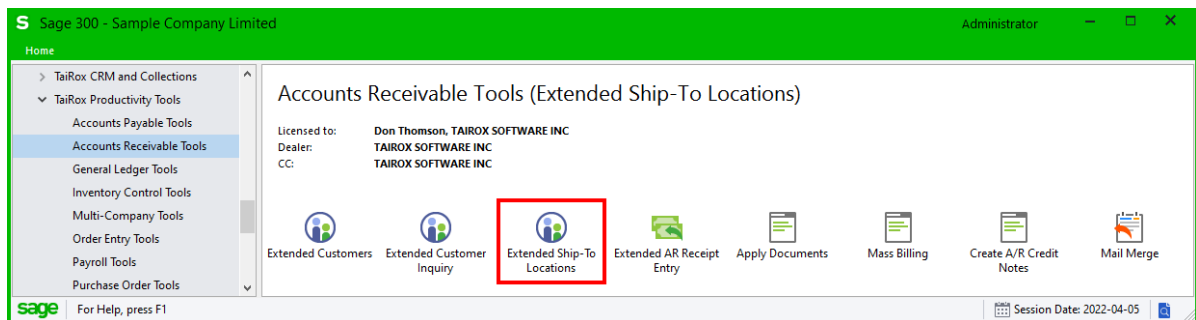 S Sage 300 - Sample Company Limited
Administrator
Home
TaiRox CRM and Collections
TaiRox Productivity Tools
Accounts Payable Tools
Accounts Receivable Tools
General Ledger Tools
Inventory Control Tools
Multi-Company Tools
Order Entry Tools
Payroll Tools
Purchase Order Tools
Accounts Receivable Tools (Extended Ship-To Locations)
Licensed to: Don Thomson, TAIROX SOFTWARE INC
Dealer: TAIROX SOFTWARE INC
CC: TAIROX SOFTWARE INC
Extended Customers
Extended Customer
Inquiry
Extended Ship-To
Locations
Extended AR Receipt
Entry
Apply Documents
Mass Billing
Create A/R Credit
Notes
Mail Merge
sage For Help, press F1
Session Date: 2022-04-05